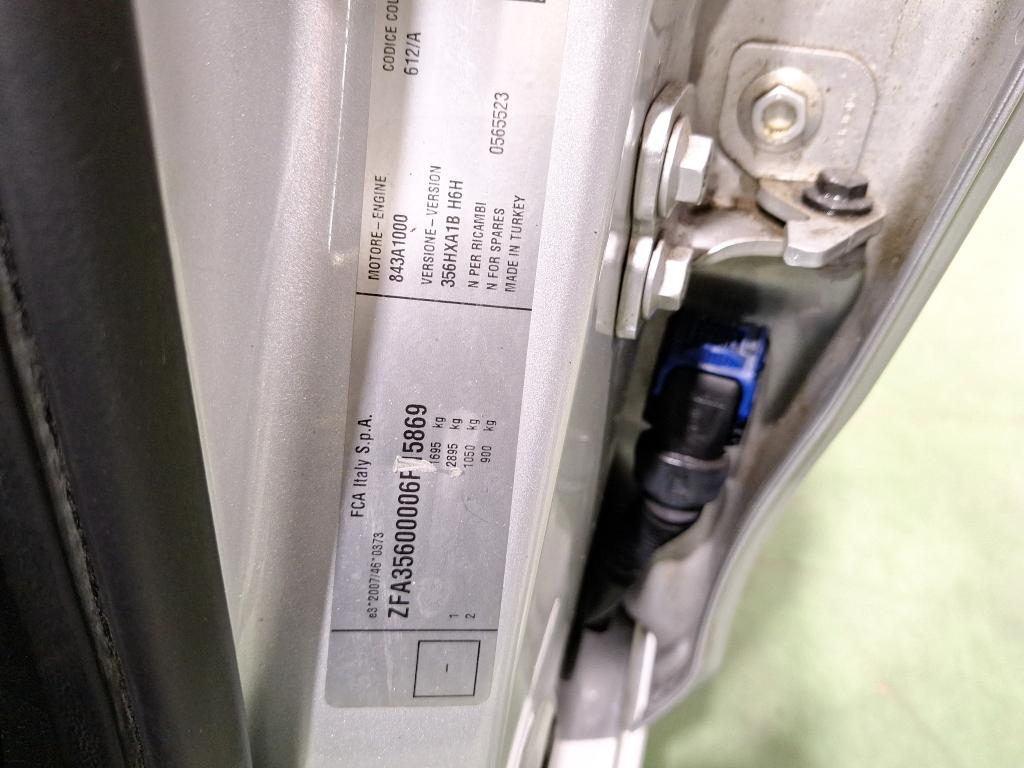 FCA Italy S.p.A.
e3*2007/46*0373
ZFA35600006P15869
1695 kg
2895 kg
1 1050 kg
2 900 kg
-
MOTORE-ENGINE
843A1000
VERSIONE-VERSION
356HXA1B H6H
N PER RICAMBI
N FOR SPARES 0565523
MADE IN TURKEY
CODICE
612/A